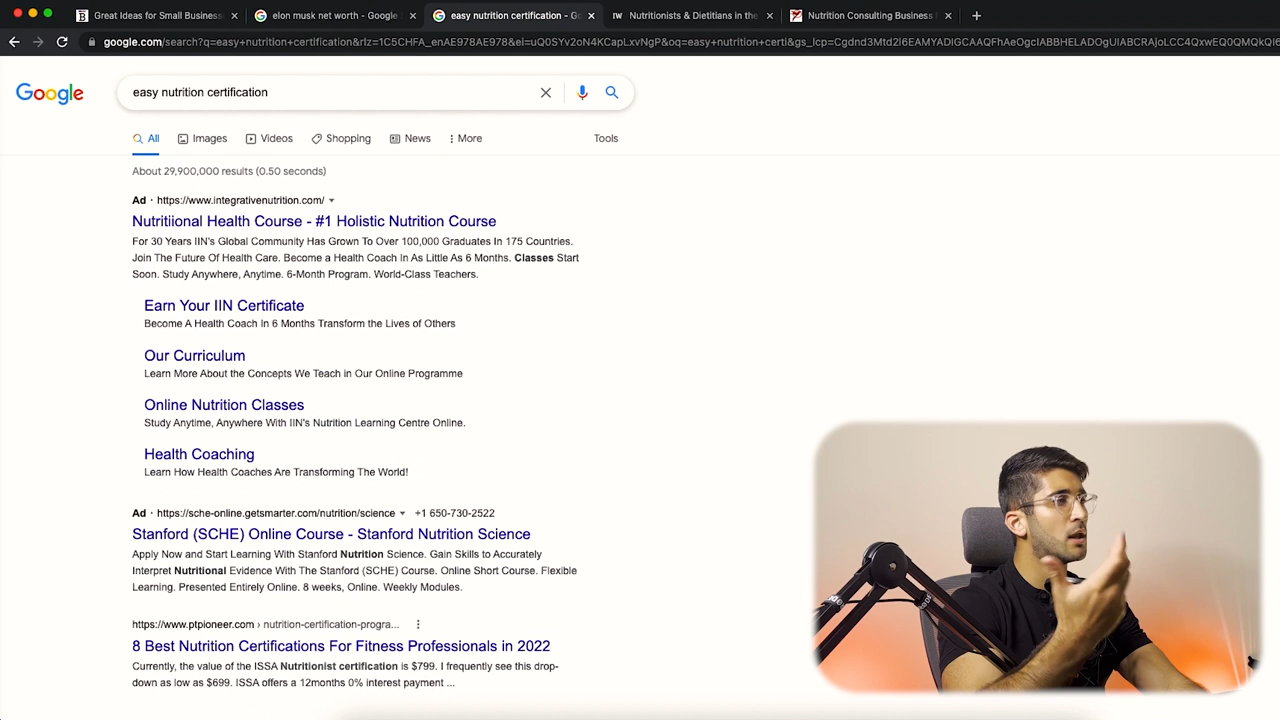 Great Ideas for Small Business
elon musk net worth - Google
easy nutrition certification - Go
Nutritionists & Dietitians in the
Nutrition Consulting Business
google.com/search?q=easy+nutrition+certification&rlz=1C5CHFA_enAE978AE978&ei=uQ0SYv2oN4KCapLxvNgP&oq=easy+nutrition+certi&gs_lcp=
Google
easy nutrition certification
All
Images
Videos
Shopping
News
More
Tools
About 29,900,000 results (0.50 seconds)
Ad · https://www.integrativenutrition.com/
Nutritiional Health Course - #1 Holistic Nutrition Course
For 30 Years IIN's Global Community Has Grown To Over 100,000 Graduates In 175 Countries.
Join The Future Of Health Care. Become a Health Coach In As Little As 6 Months. Classes Start
Soon. Study Anywhere, Anytime. 6-Month Program. World-Class Teachers.
Earn Your IIN Certificate
Become A Health Coach in 6 Months Transform the Lives of Others
Our Curriculum
Learn More About the Concepts We Teach in Our Online Programme
Online Nutrition Classes
Study Anytime, Anywhere With IIN's Nutrition Learning Centre Online.
Health Coaching
Learn How Health Coaches Are Transforming The World!
Ad · https://sche-online.getsmarter.com/nutrition/science +1 650-730-2522
Stanford (SCHE) Online Course - Stanford Nutrition Science
Apply Now and Start Learning With Stanford Nutrition Science. Gain Skills to Accurately
Interpret Nutritional Evidence With The Stanford (SCHE) Course. Online Short Course. Flexible
Learning. Presented Entirely Online. 8 weeks, Online. Weekly Modules.
https://www.ptpioneer.com › nutrition-certification-progra...
8 Best Nutrition Certifications For Fitness Professionals in 2022
Currently, the value of the ISSA Nutritionist certification is $799. I frequently see this drop-
down as low as $699. ISSA offers a 12months 0% interest payment ...